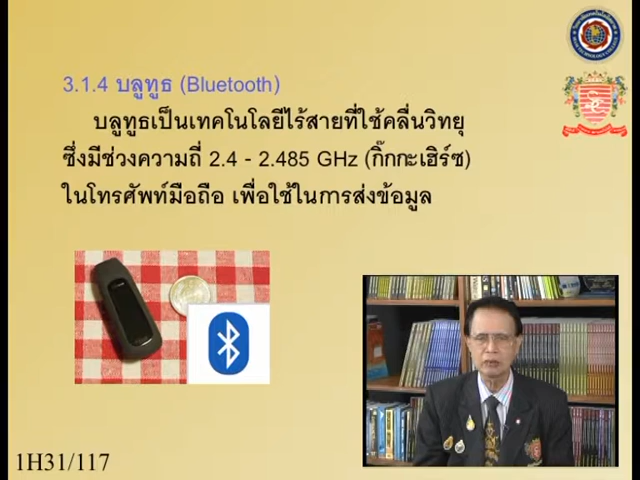 3.1.4 บลูทูธ (Bluetooth)
บลูทูธเป็นเทคโนโลยีไร้สายที่ใช้คลื่นวิทยุ
ซึ่งมีช่วงความถี่ 2.4 - 2.485 GHz (กิ๊กกะเฮิร์ซ)
ในโทรศัพท์มือถือ เพื่อใช้ในการส่งข้อมูล
1H31/117